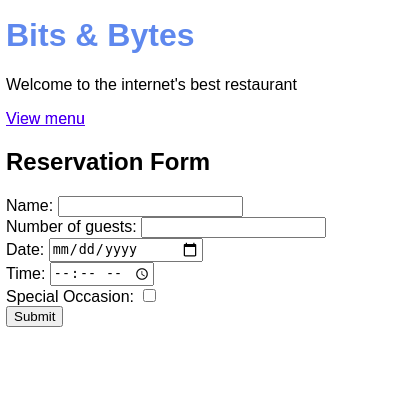 Bits & Bytes
Welcome to the internet's best restaurant
View menu
Reservation Form
Name:
Number of guests:
Date: mm/dd/yyyy
Time: --:-- --
Special Occasion:
Submit